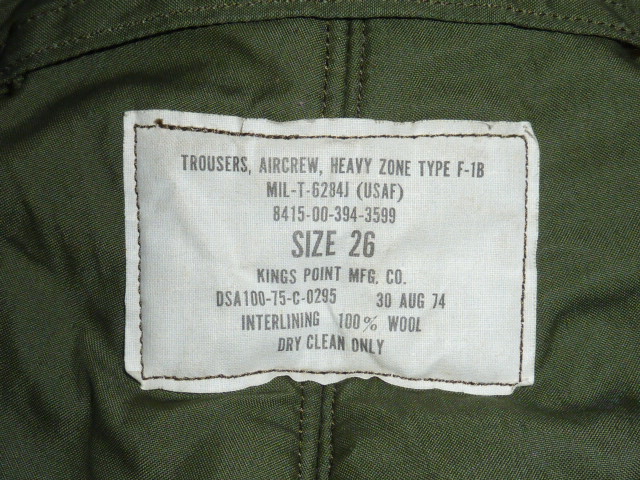 TROUSERS, AIRCREW, HEAVY ZONE TYPE F-1B
MIL-T-6284J (USAF)
8415-00-394-3599
SIZE 26
KINGS POINT MFG. CO.
DSA100-75-C-0295 30 AUG 74
INTERLINING 100% WOOL
DRY CLEAN ONLY